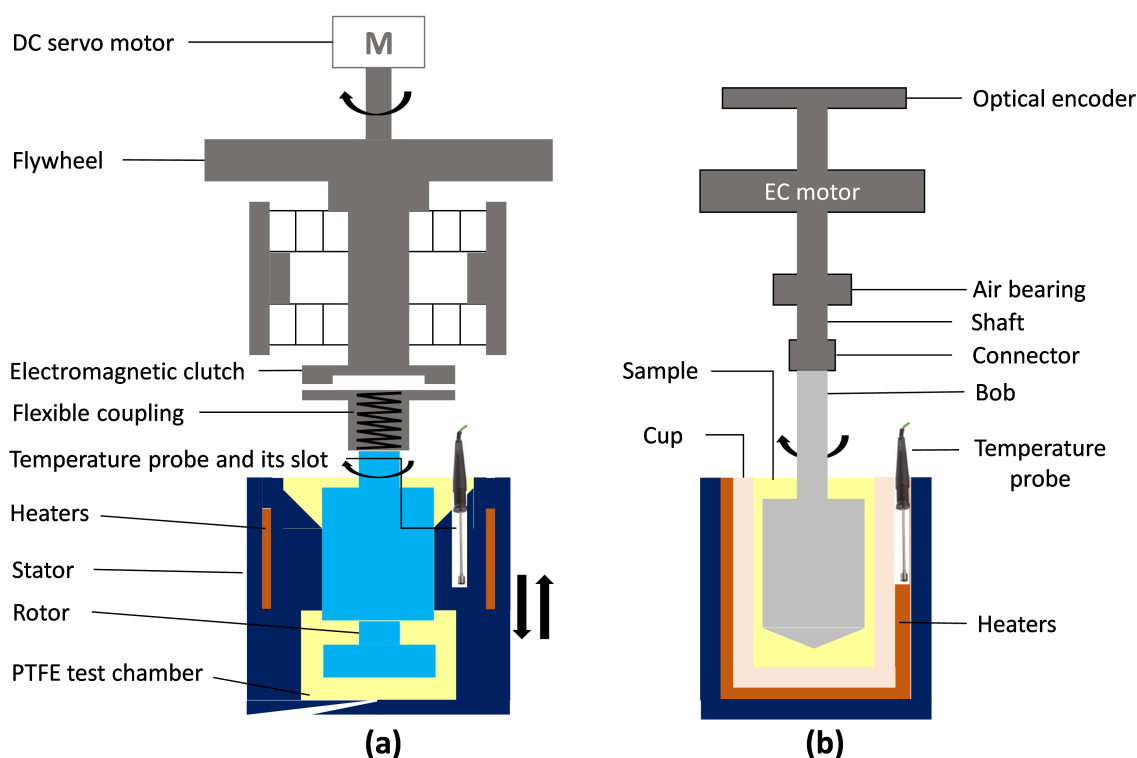 DC servo motor
M
Flywheel
Electromagnetic clutch
Flexible coupling
Temperature probe and its slot
Heaters
Stator
Rotor
PTFE test chamber
(a)
Optical encoder
EC motor
Air bearing
Shaft
Connector
Sample
Bob
Cup
Temperature
probe
Heaters
(b)